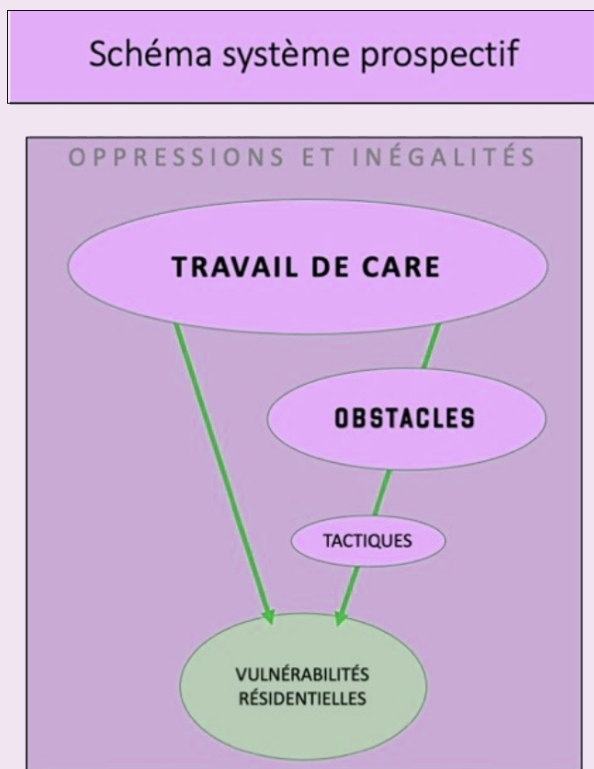 Schéma système prospectif
OPPRESSIONS ET INÉGALITÉS
TRAVAIL DE CARE
OBSTACLES
TACTIQUES
VULNÉRABILITÉS
RÉSIDENTIELLES